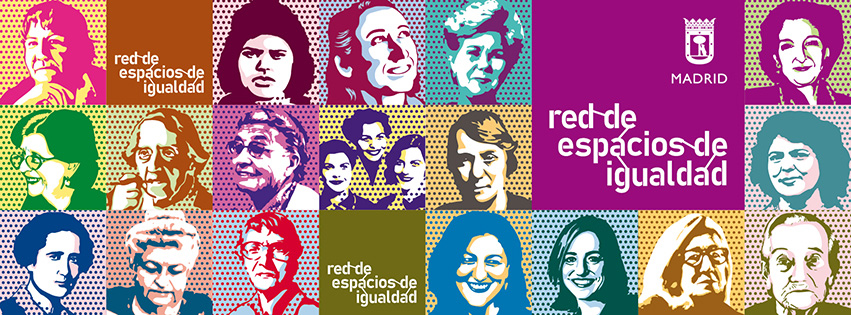 red de
espacios de
igualdad
MADRID
red de
espacios de
igualdad
red de
espacios de
igualdad